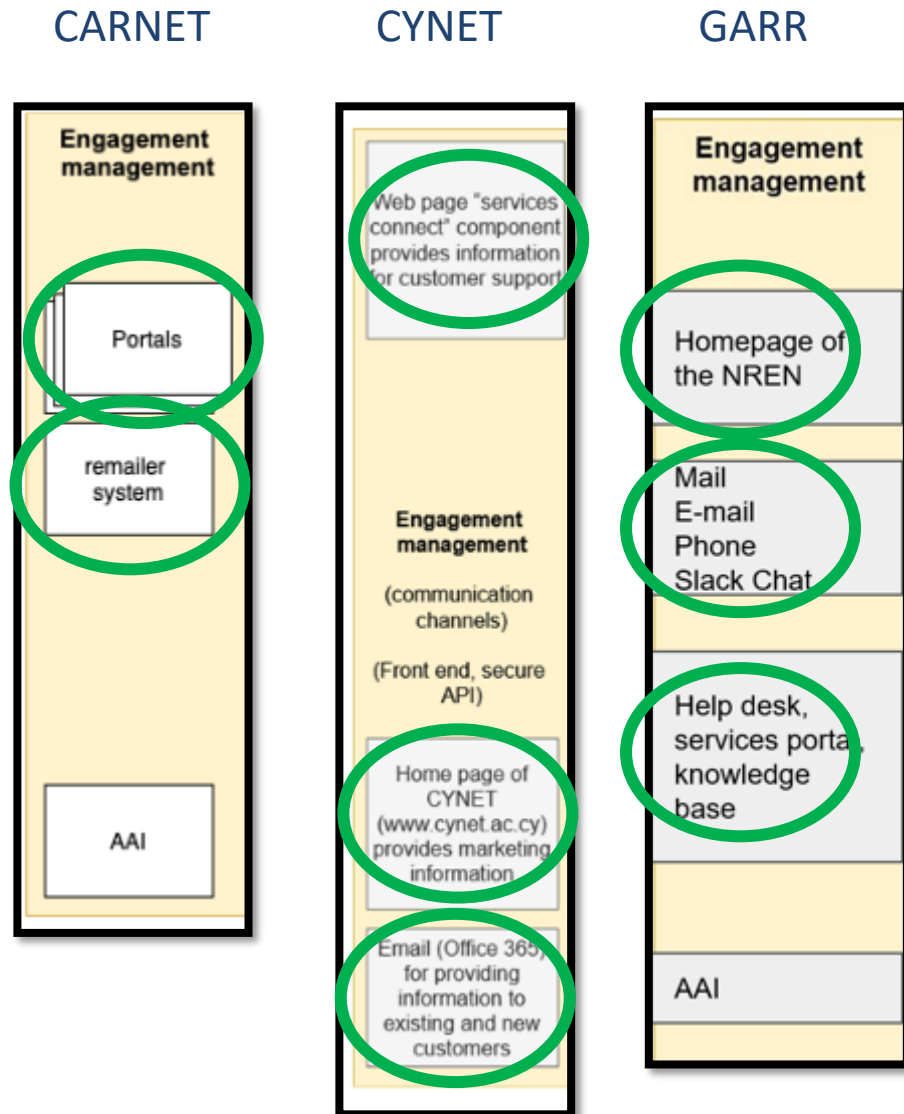 CARNET
CYNET
GARR
Engagement
management
Portals
remailer
system
AAI
Web page "services
connect" component
provides information
for customer support
Engagement
management
(communication
channels)
(Front end, secure
API)
Home page of
CYNET
(www.cynet.ac.cy)
provides marketing
information
Email (Office 365)
for providing
information to
existing and new
customers
Engagement
management
Homepage of
the NREN
Mail
E-mail
Phone
Slack Chat
Help desk,
services portal,
knowledge
base
AAI